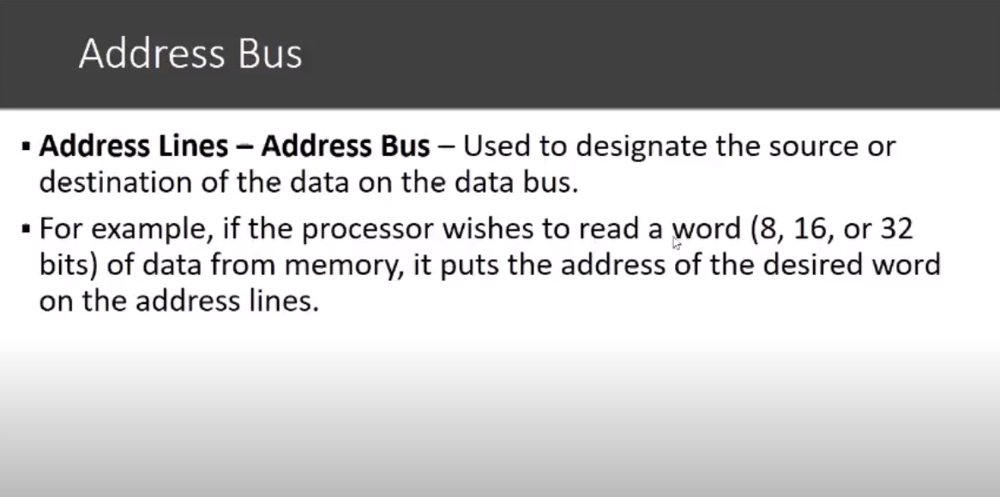 Address Bus
▪ Address Lines – Address Bus – Used to designate the source or
destination of the data on the data bus.
▪ For example, if the processor wishes to read a word (8, 16, or 32
bits) of data from memory, it puts the address of the desired word
on the address lines.